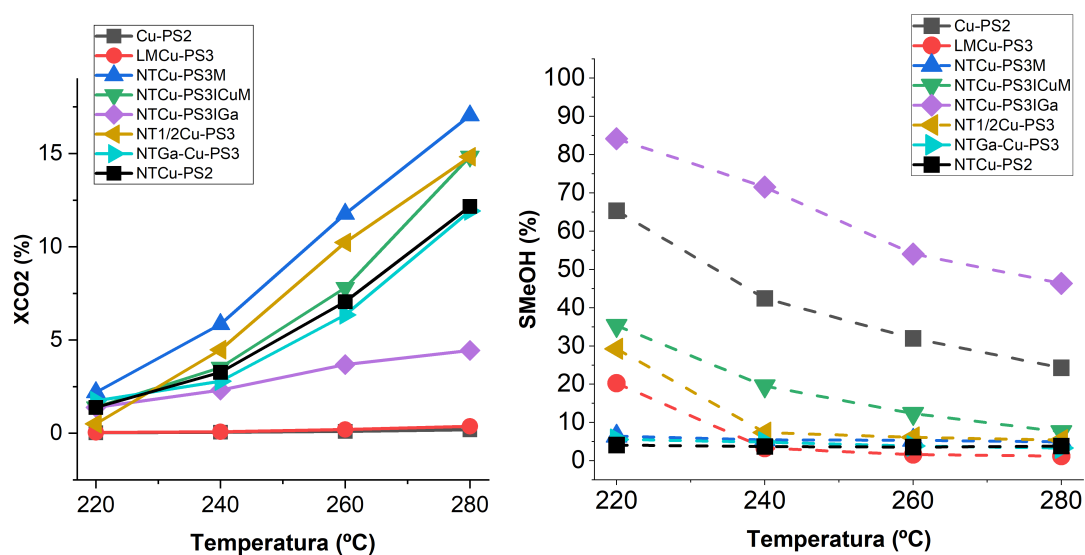 Cu-PS2
LMCu-PS3
NTCu-PS3M
NTCu-PS3ICuM
NTCu-PS3IGa
NT1/2Cu-PS3
NTGa-Cu-PS3
NTCu-PS2
15
10
5
0
XCO2 (%)
220 240 260 280
Temperatura (ºC)
Cu-PS2
LMCu-PS3
NTCu-PS3M
NTCu-PS3ICuM
NTCu-PS3IGa
NT1/2Cu-PS3
NTGa-Cu-PS3
NTCu-PS2
100
90
80
70
60
50
40
30
20
10
0
SMeOH (%)
220 240 260 280
Temperatura (ºC)